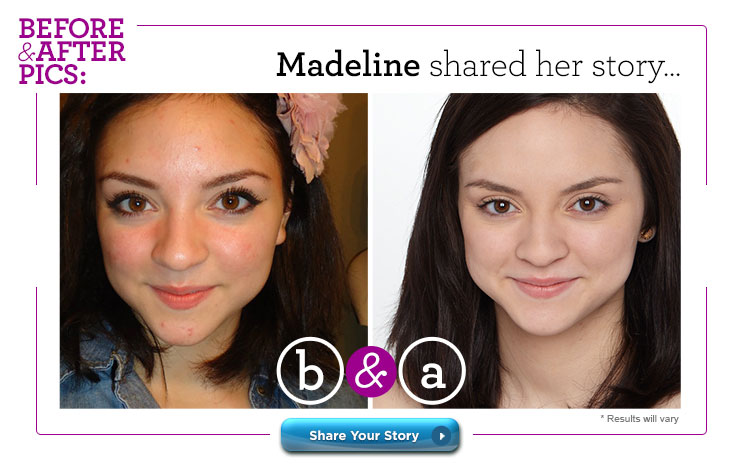 BEFORE
&AFTER
PICS:
Madeline shared her story...
b & a
* Results will vary
Share Your Story